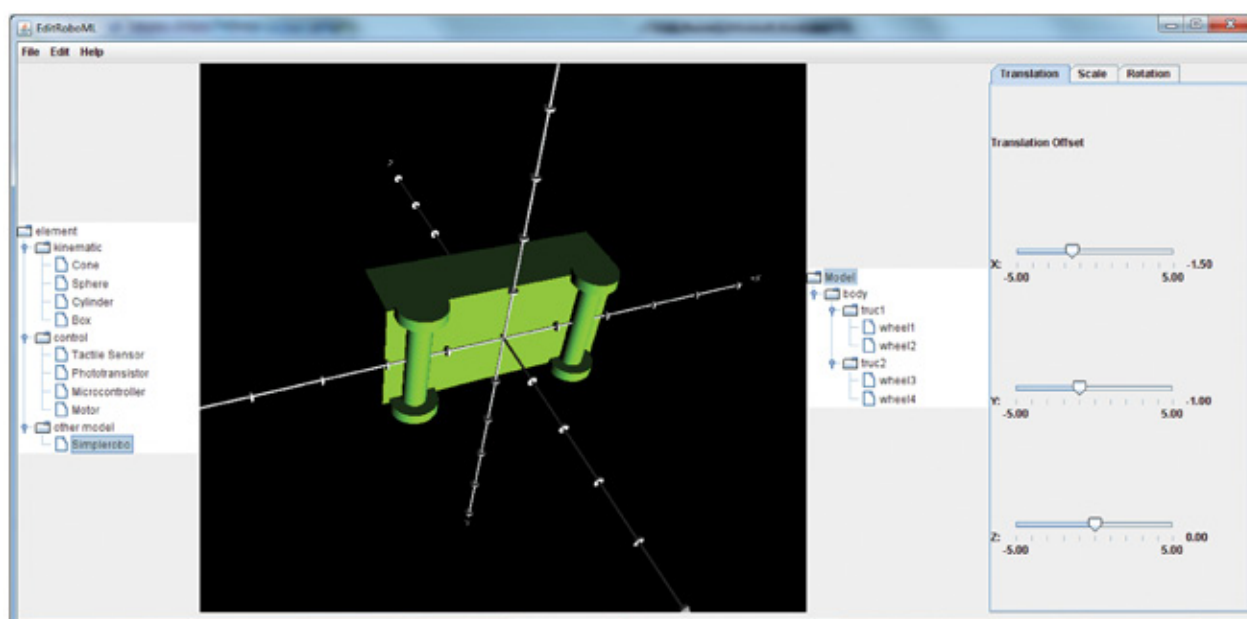 EditRoboML
File Edit Help
element
kinematic
Cone
Sphere
Cylinder
Box
control
Tactile Sensor
Phototransistor
Microcontroller
Motor
other model
Simplerobo
Model
body
truc1
wheel1
wheel2
truc2
wheel3
wheel4
Translation Scale Rotation
Translation Offset
X: -1.50
-5.00 5.00
Y: -1.00
-5.00 5.00
Z: 0.00
-5.00 5.00